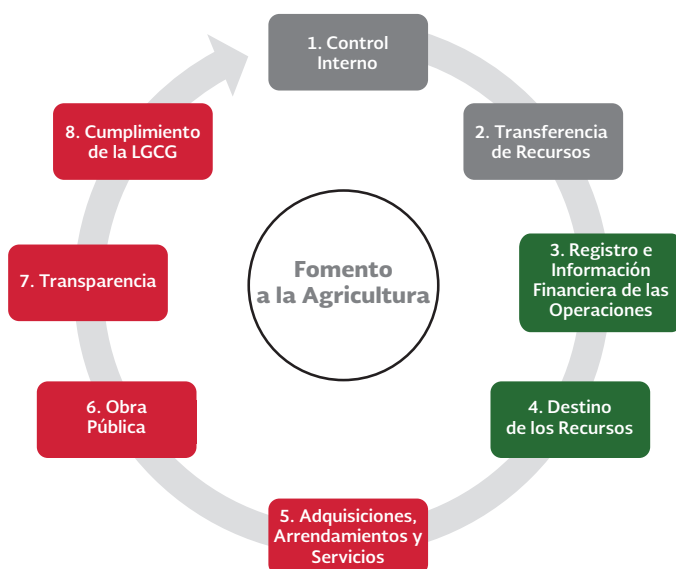 1. Control
Interno
2. Transferencia
de Recursos
3. Registro e
Información
Financiera de las
Operaciones
4. Destino
de los Recursos
5. Adquisiciones,
Arrendamientos y
Servicios
6. Obra
Pública
7. Transparencia
8. Cumplimiento
de la LGCG
Fomento
a la Agricultura